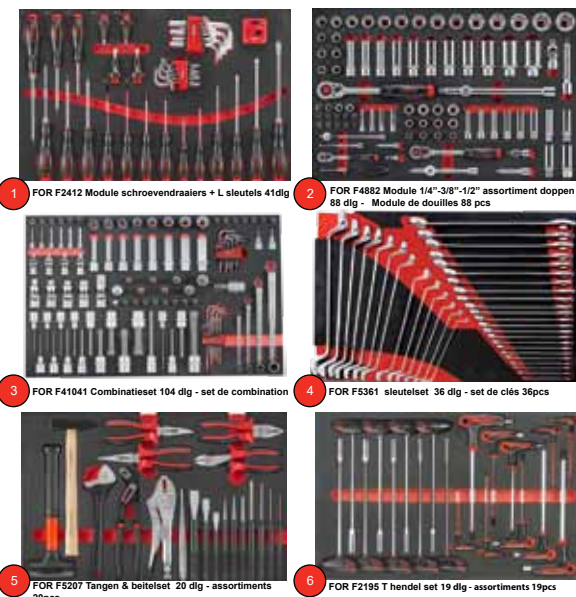 1 FOR F2412 Module schroevendraaiers + L sleutels 41dlg
2 FOR F4882 Module 1/4"-3/8"-1/2" assortiment doppen
88 dlg - Module de douilles 88 pcs
3 FOR F41041 Combinatieset 104 dlg - set de combination
4 FOR F5361 sleutelset 36 dlg - set de clés 36pcs
5 FOR F5207 Tangen & beitelset 20 dlg - assortiments
20pcs
6 FOR F2195 T hendel set 19 dlg - assortiments 19pcs